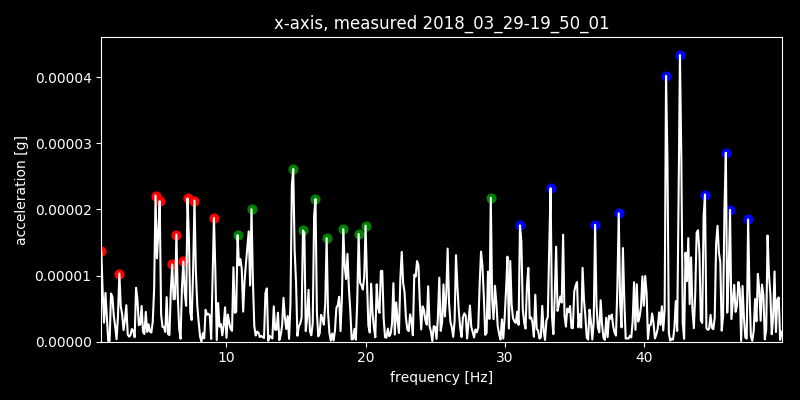 x-axis, measured 2018_03_29-19_50_01
acceleration [g]
0.00004
0.00003
0.00002
0.00001
0.00000
10 20 30 40
frequency [Hz]